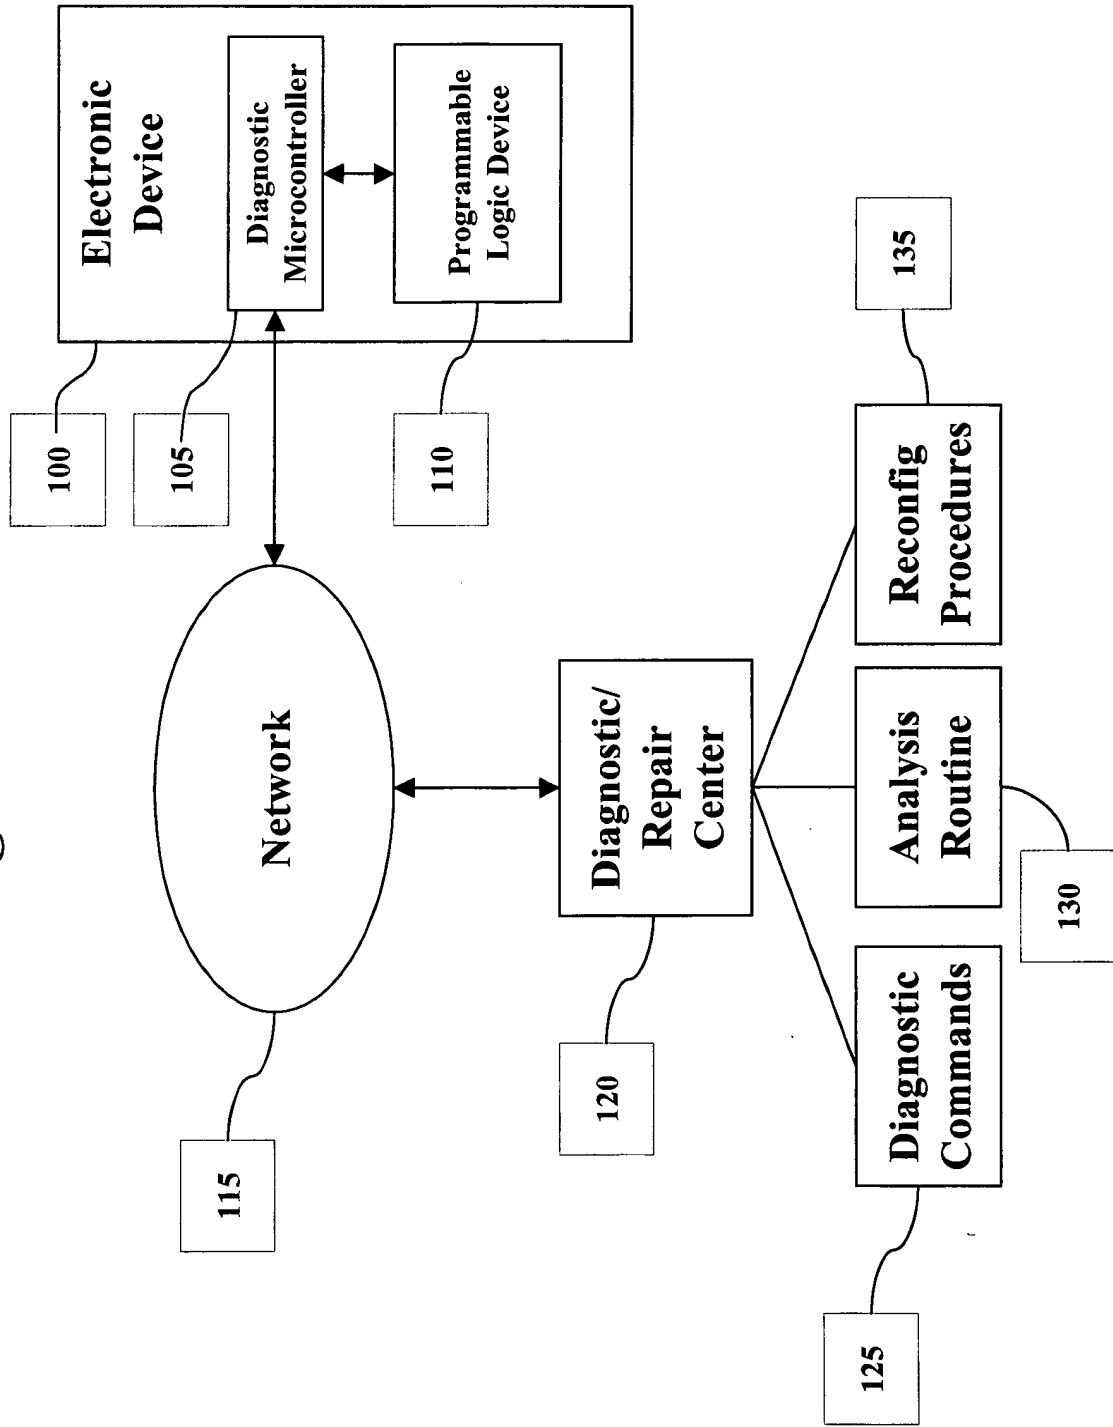 Electronic
Device
Diagnostic
Microcontroller
Programmable
Logic Device
100
105
110
Network
115
Diagnostic/
Repair
Center
120
Diagnostic
Commands
125
Analysis
Routine
130
Reconfig
Procedures
135